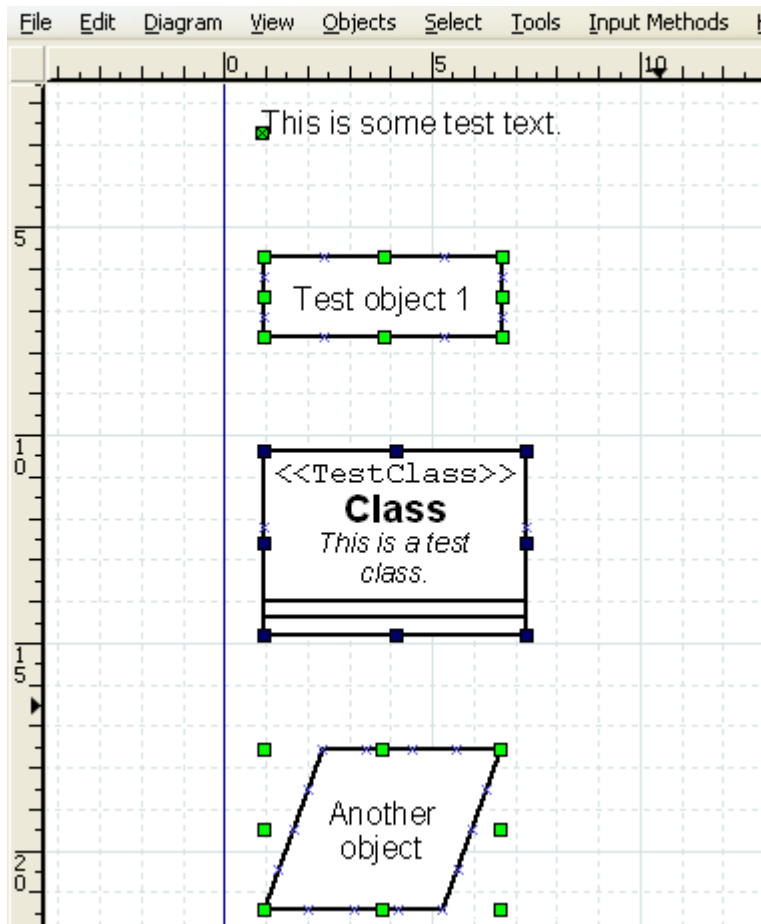 File Edit Diagram View Objects Select Tools Input Methods
0 5 10
This is some test text.
5
Test object 1
10
<<TestClass>>
Class
This is a test
class.
15
Another
object
20